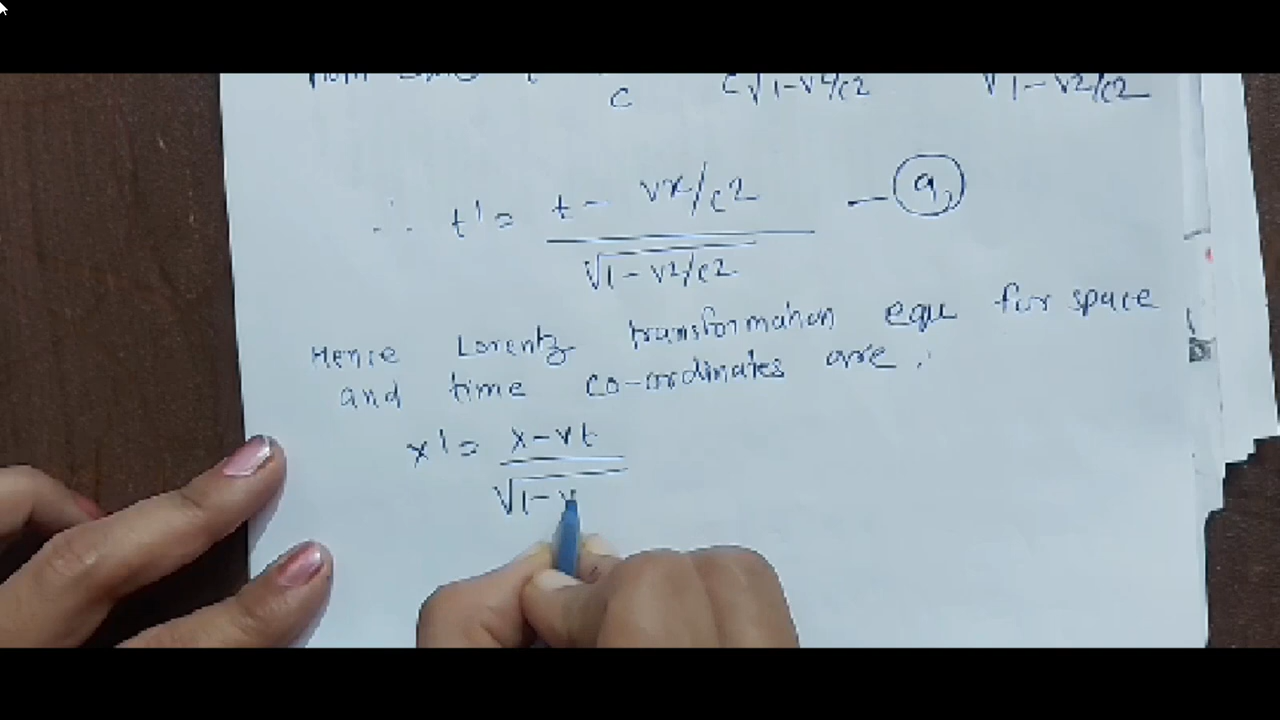 c c√1-v2/c2 √1-v2/c2
∴ t' = t - vx/c2 — 9
√1-v2/c2
Hence Lorentz transformation equ for space
and time co-ordinates are :
x' = x-vt
√1-v